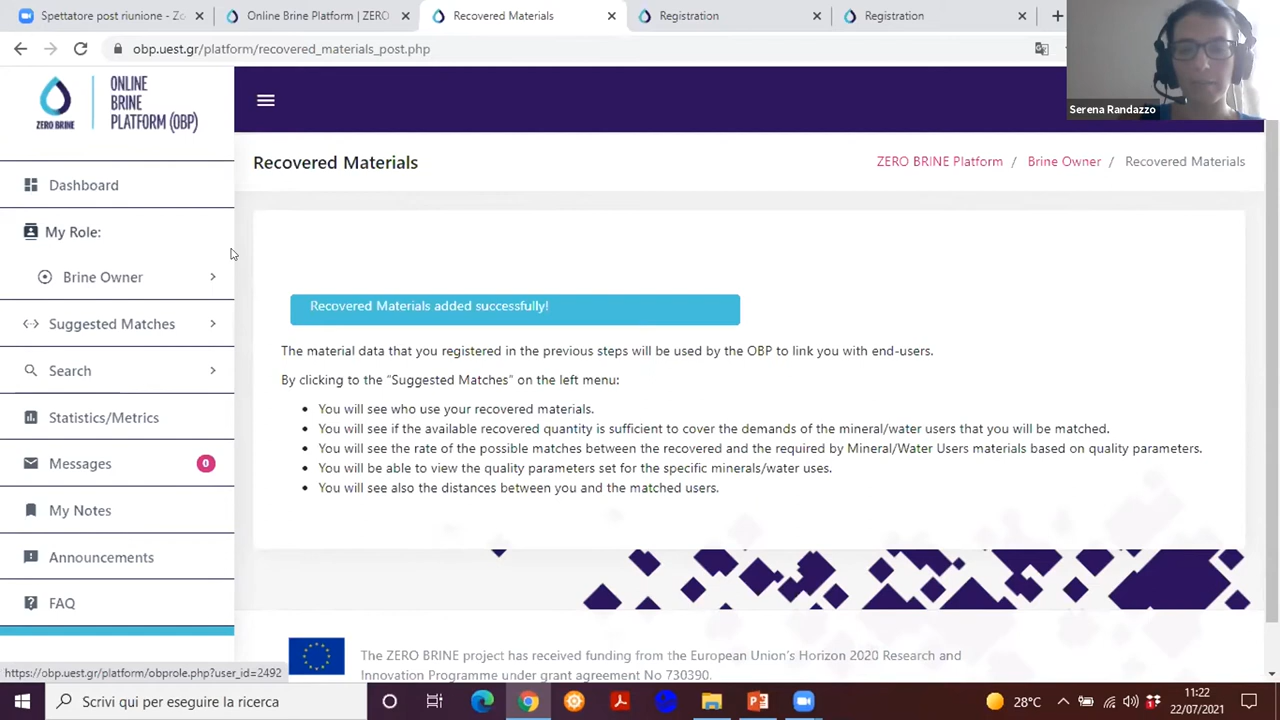 Spettatore post riunione - Zo
Online Brine Platform | ZERO
Recovered Materials
Registration
Registration
obp.uest.gr/platform/recovered_materials_post.php
Serena Randazzo
ZERO BRINE
ONLINE
BRINE
PLATFORM (OBP)
Recovered Materials
ZERO BRINE Platform / Brine Owner / Recovered Materials
Dashboard
My Role:
Brine Owner
Suggested Matches
Search
Statistics/Metrics
Messages 0
My Notes
Announcements
FAQ
Recovered Materials added successfully!
The material data that you registered in the previous steps will be used by the OBP to link you with end-users.
By clicking to the “Suggested Matches” on the left menu:
• You will see who use your recovered materials.
• You will see if the available recovered quantity is sufficient to cover the demands of the mineral/water users that you will be matched.
• You will see the rate of the possible matches between the recovered and the required by Mineral/Water Users materials based on quality parameters.
• You will be able to view the quality parameters set for the specific minerals/water uses.
• You will see also the distances between you and the matched users.
The ZERO BRINE project has received funding from the European Union's Horizon 2020 Research and
Innovation Programme under grant agreement No 730390.
https://obp.uest.gr/platform/obprole.php?user_id=2492
Scrivi qui per eseguire la ricerca
28°C
11:22
22/07/2021